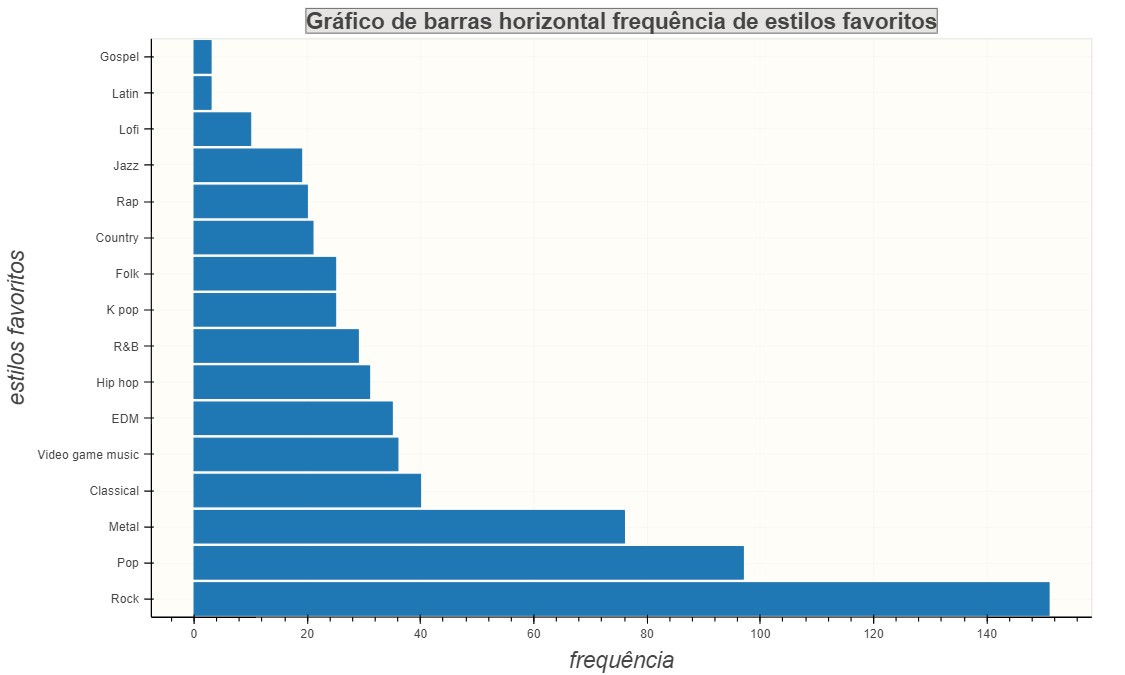 Gráfico de barras horizontal frequência de estilos favoritos
estilos favoritos
Gospel
Latin
Lofi
Jazz
Rap
Country
Folk
K pop
R&B
Hip hop
EDM
Video game music
Classical
Metal
Pop
Rock
0 20 40 60 80 100 120 140
frequência